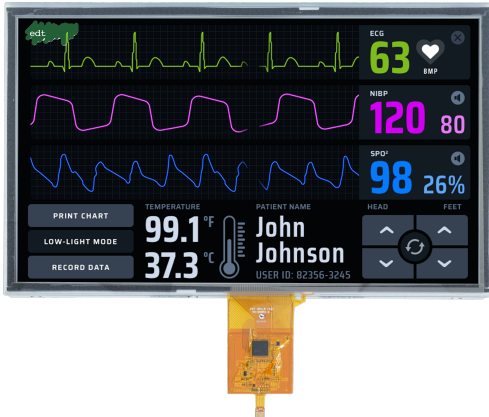 edt
ECG
63
BMP
NIBP
120
80
SPO²
98
26%
PRINT CHART
LOW-LIGHT MODE
RECORD DATA
TEMPERATURE
99.1 °F
37.3 °C
PATIENT NAME
John
Johnson
USER ID: 82356-3245
HEAD
FEET